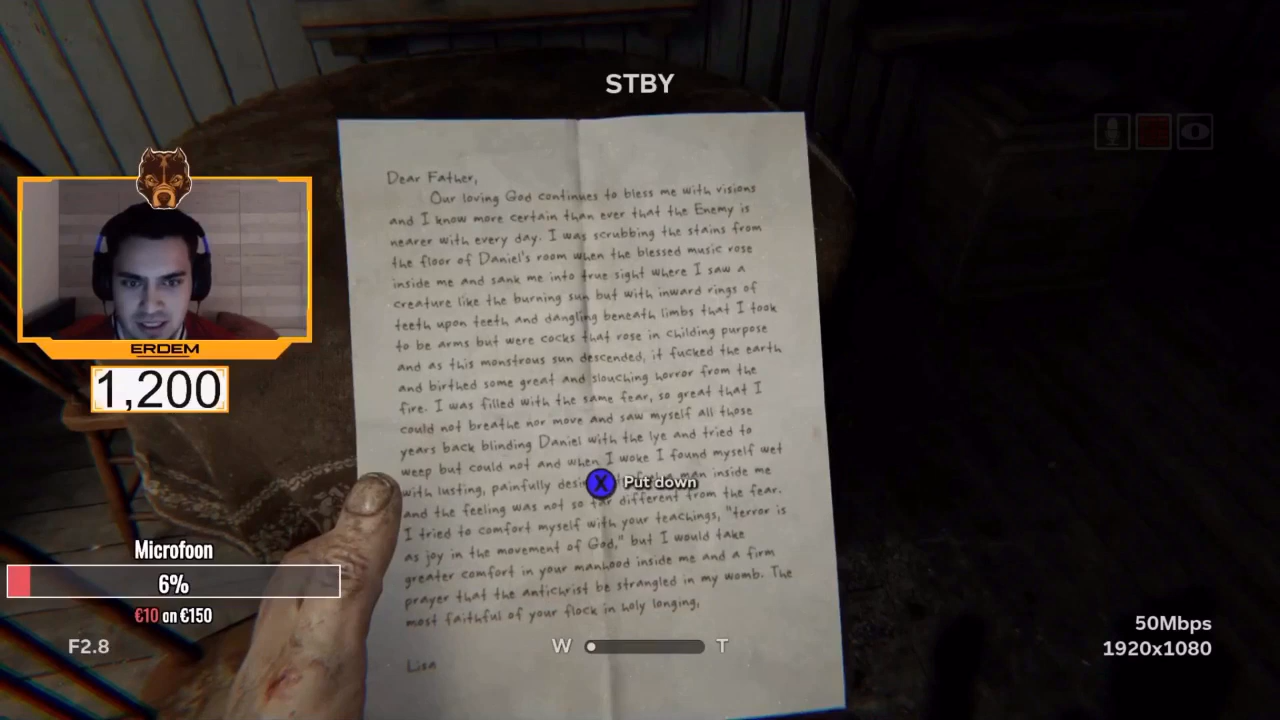 STBY
Dear Father,
Our loving God continues to bless me with visions
and I know more certain than ever that the Enemy is
nearer with every day. I was scrubbing the stains from
the floor of Daniel's room when the blessed music rose
inside me and sank me into true sight where I saw a
creature like the burning sun but with inward rings of
teeth upon teeth and dangling beneath limbs that I took
to be arms but were cocks that rose in childing purpose
and as this monstrous sun descended, it fucked the earth
and birthed some great and slouching horror from the
fire. I was filled with the same fear, so great that I
could not breathe nor move and saw myself all those
years back blinding Daniel with the lye and tried to
weep but could not and when I woke I found myself wet
with lusting, painfully a man inside me
and the feeling was not so far different from the fear.
I tried to comfort myself with your teachings, "terror is
as joy in the movement of God," but I would take
greater comfort in your manhood inside me and a firm
prayer that the antichrist be strangled in my womb. The
most faithful of your flock in holy longing,
Lisa
X Put down
ERDEM
1,200
Microfoon
6%
€10 on €150
F2.8
W T
50Mbps
1920x1080